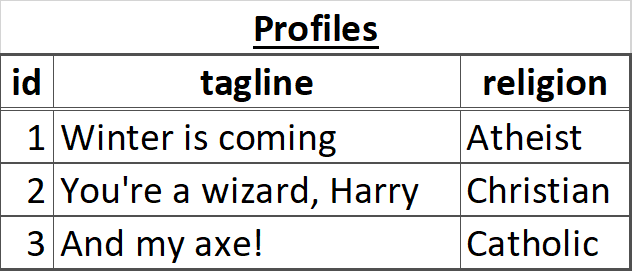 Profiles
id tagline religion
1 Winter is coming Atheist
2 You're a wizard, Harry Christian
3 And my axe! Catholic